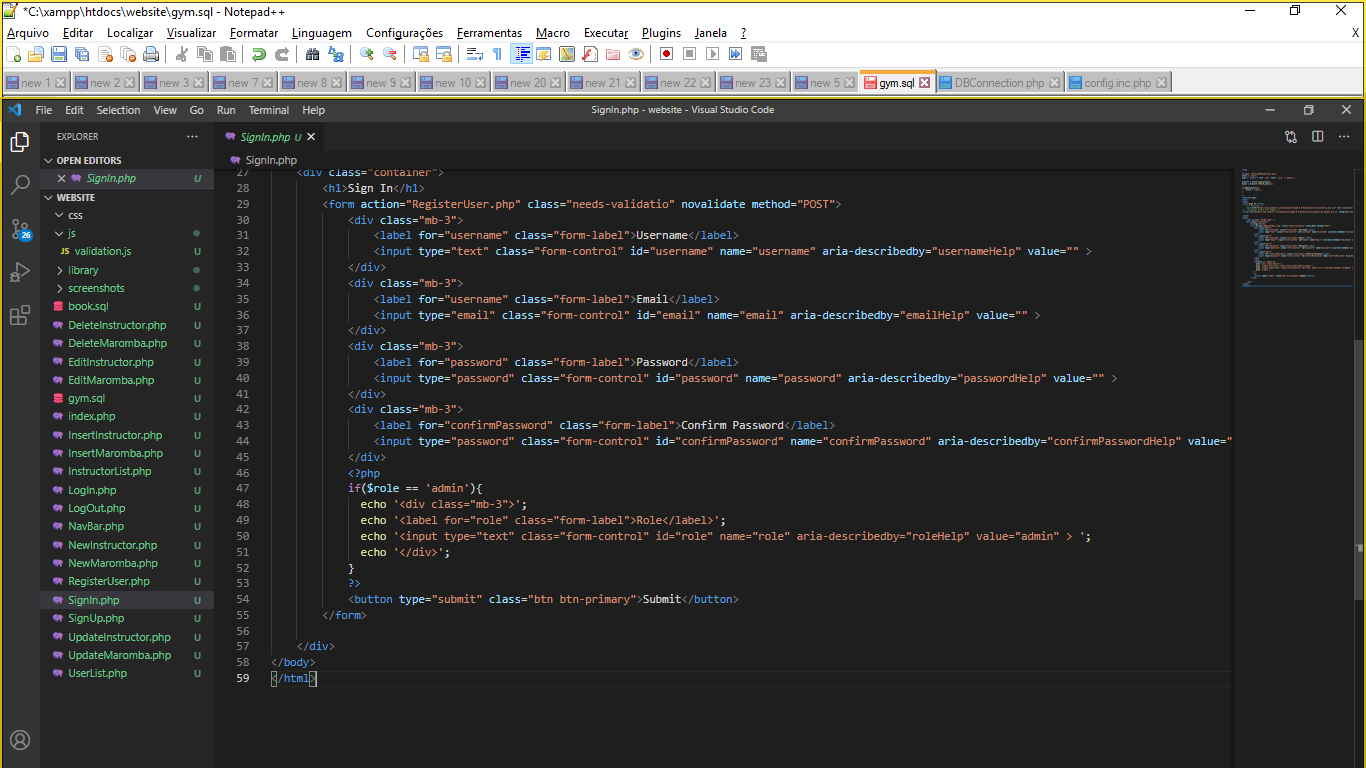 *C:\xampp\htdocs\website\gym.sql - Notepad++
Arquivo Editar Localizar Visualizar Formatar Linguagem Configurações Ferramentas Macro Executar Plugins Janela ? X
new 1 new 2 new 3 new 7 new 8 new 9 new 10 new 20 new 21 new 22 new 23 new 5 gym.sql DBConnection.php config.inc.php
File Edit Selection View Go Run Terminal Help SignIn.php - website - Visual Studio Code
EXPLORER
OPEN EDITORS
SignIn.php U
WEBSITE
css
js
JS validation.js U
library
screenshots
book.sql U
DeleteInstructor.php U
DeleteMaromba.php U
EditInstructor.php U
EditMaromba.php U
gym.sql U
index.php U
InsertInstructor.php U
InsertMaromba.php U
InstructorList.php U
LogIn.php U
LogOut.php U
NavBar.php U
NewInstructor.php U
NewMaromba.php U
RegisterUser.php U
SignIn.php U
SignUp.php U
UpdateInstructor.php U
UpdateMaromba.php U
UserList.php U
26
SignIn.php U
SignIn.php
27 <div class="container">
28 <h1>Sign In</h1>
29 <form action="RegisterUser.php" class="needs-validatio" novalidate method="POST">
30 <div class="mb-3">
31 <label for="username" class="form-label">Username</label>
32 <input type="text" class="form-control" id="username" name="username" aria-describedby="usernameHelp" value="" >
33 </div>
34 <div class="mb-3">
35 <label for="username" class="form-label">Email</label>
36 <input type="email" class="form-control" id="email" name="email" aria-describedby="emailHelp" value="" >
37 </div>
38 <div class="mb-3">
39 <label for="password" class="form-label">Password</label>
40 <input type="password" class="form-control" id="password" name="password" aria-describedby="passwordHelp" value="" >
41 </div>
42 <div class="mb-3">
43 <label for="confirmPassword" class="form-label">Confirm Password</label>
44 <input type="password" class="form-control" id="confirmPassword" name="confirmPassword" aria-describedby="confirmPasswordHelp" value="
45 </div>
46 <?php
47 if($role == 'admin'){
48 echo '<div class="mb-3">';
49 echo '<label for="role" class="form-label">Role</label>';
50 echo '<input type="text" class="form-control" id="role" name="role" aria-describedby="roleHelp" value="admin" > ';
51 echo '</div>';
52 }
53 ?>
54 <button type="submit" class="btn btn-primary">Submit</button>
55 </form>
56
57 </div>
58 </body>
59 </html>